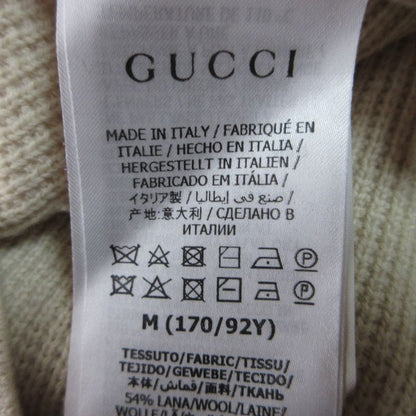 GUCCI
MADE IN ITALY / FABRIQUÉ EN
ITALIE / HECHO EN ITALIA /
HERGESTELLT IN ITALIEN /
FABRICADO EM ITÁLIA /
イタリア製 / صنع في إيطاليا /
产地:意大利 / СДЕЛАНО В
ИТАЛИИ
M (170/92Y)
TESSUTO/FABRIC/TISSU/
TEJIDO/GEWEBE/TECIDO/
本体/قماش/面料/ТКАНЬ
54% LANA/WOOL/LAINE/